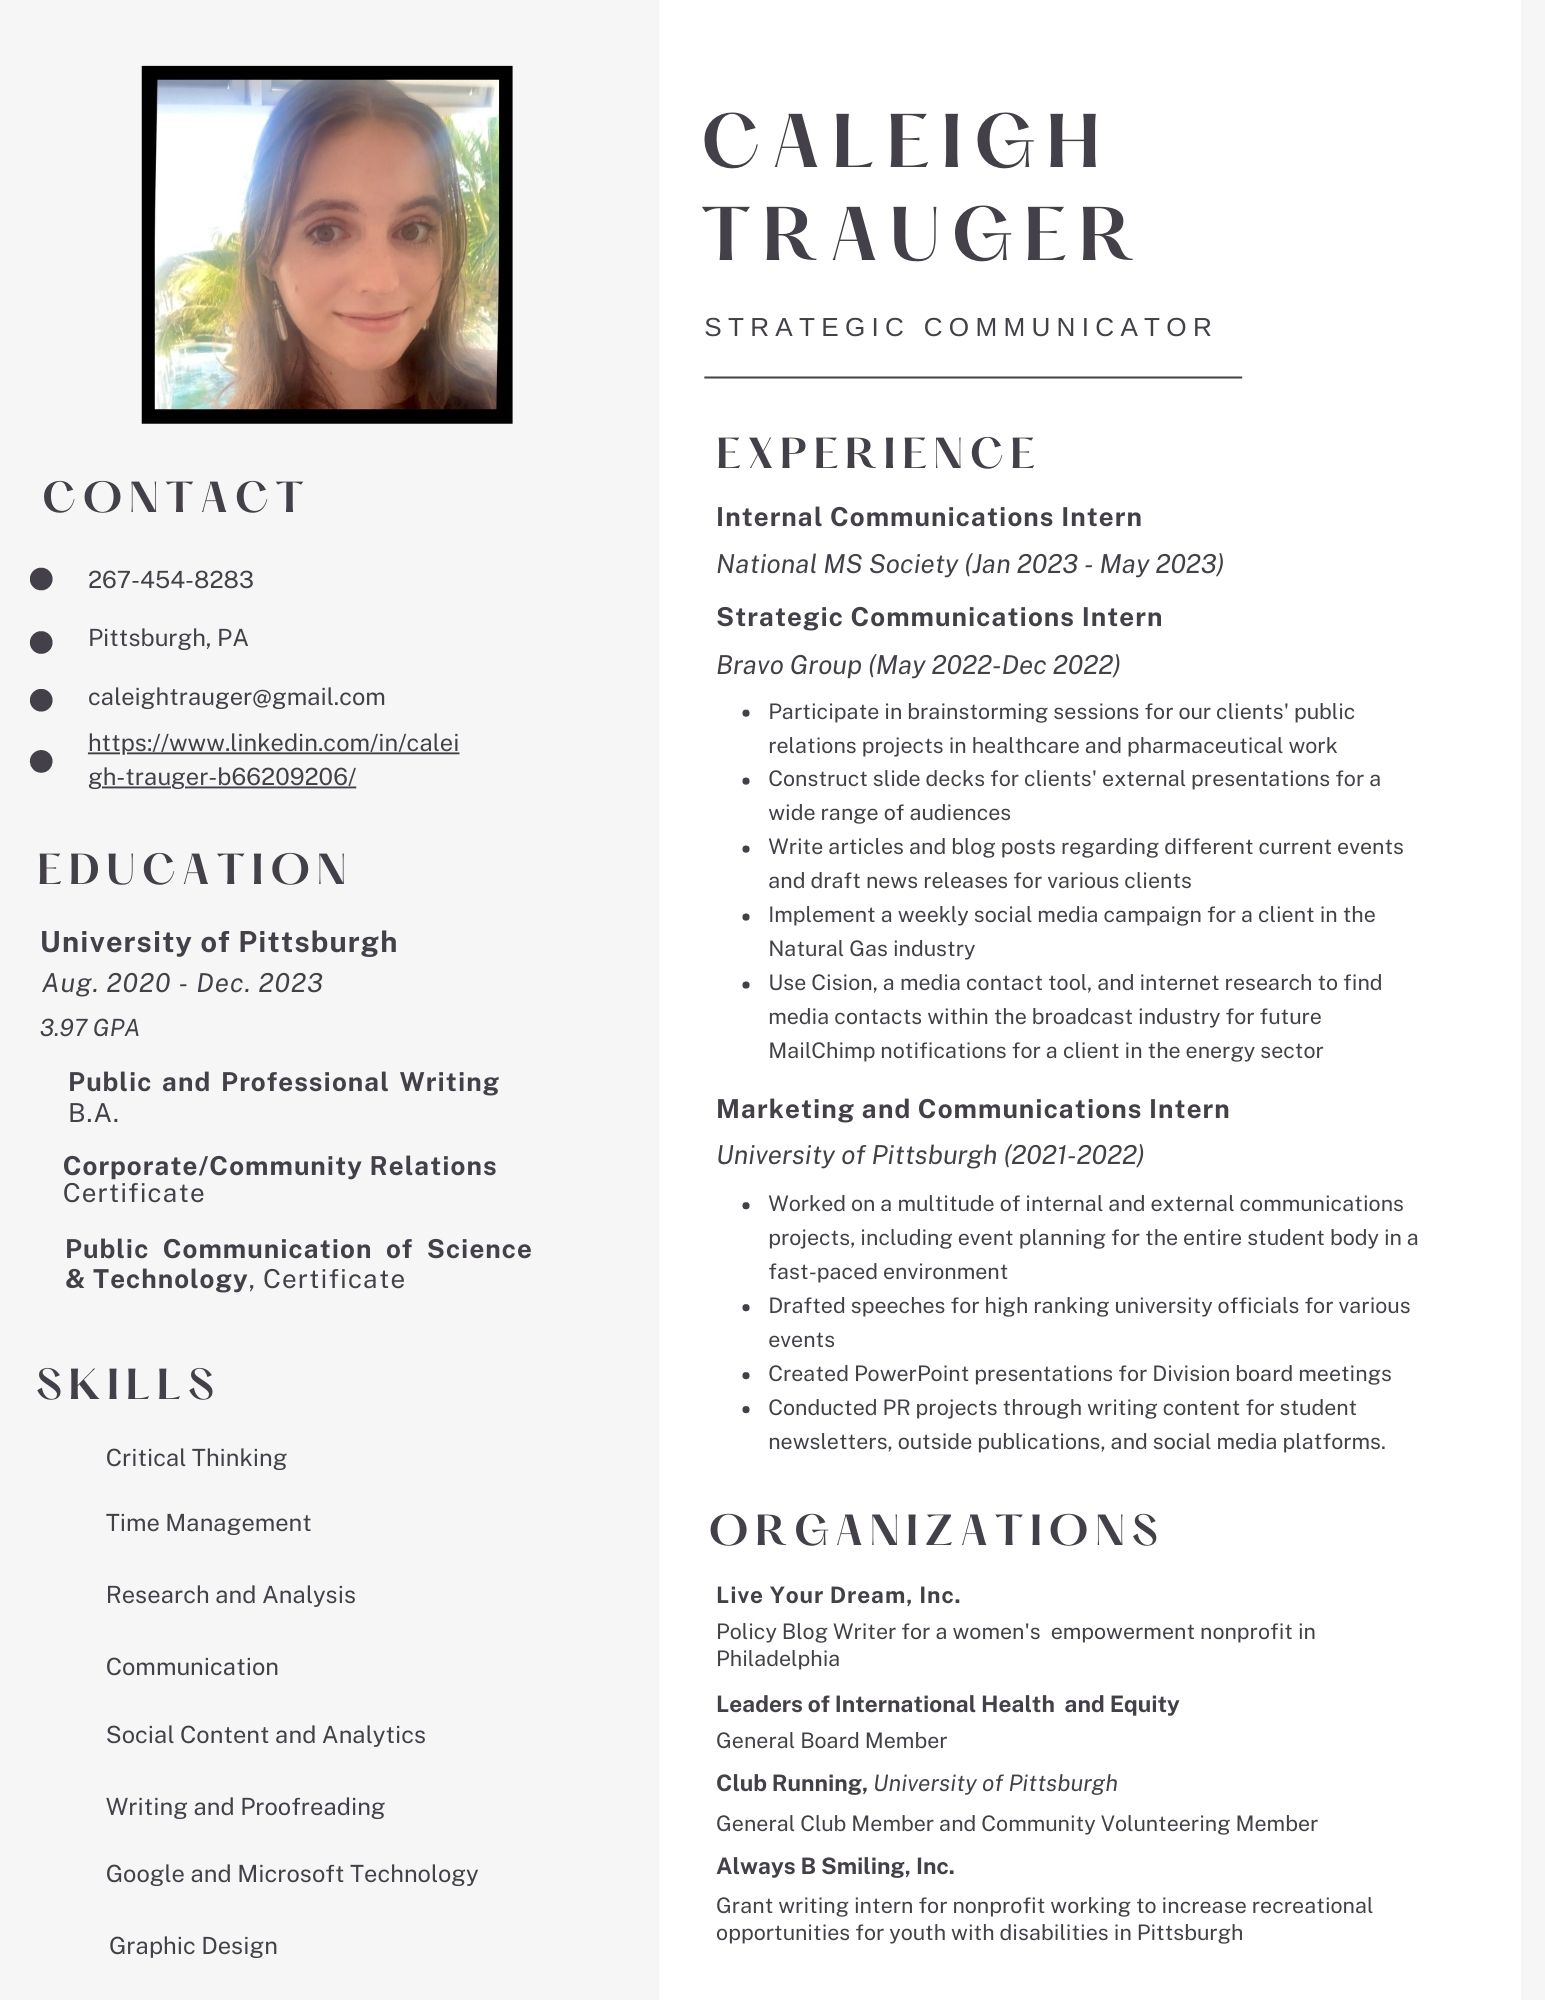 CALEIGH
TRAUGER
STRATEGIC COMMUNICATOR
CONTACT
267-454-8283
Pittsburgh, PA
caleightrauger@gmail.com
https://www.linkedin.com/in/calei
gh-trauger-b66209206/
EDUCATION
University of Pittsburgh
Aug. 2020 - Dec. 2023
3.97 GPA
Public and Professional Writing
B.A.
Corporate/Community Relations
Certificate
Public Communication of Science
& Technology, Certificate
SKILLS
Critical Thinking
Time Management
Research and Analysis
Communication
Social Content and Analytics
Writing and Proofreading
Google and Microsoft Technology
Graphic Design
EXPERIENCE
Internal Communications Intern
National MS Society (Jan 2023 - May 2023)
Strategic Communications Intern
Bravo Group (May 2022-Dec 2022)
• Participate in brainstorming sessions for our clients' public
relations projects in healthcare and pharmaceutical work
• Construct slide decks for clients' external presentations for a
wide range of audiences
• Write articles and blog posts regarding different current events
and draft news releases for various clients
• Implement a weekly social media campaign for a client in the
Natural Gas industry
• Use Cision, a media contact tool, and internet research to find
media contacts within the broadcast industry for future
MailChimp notifications for a client in the energy sector
Marketing and Communications Intern
University of Pittsburgh (2021-2022)
• Worked on a multitude of internal and external communications
projects, including event planning for the entire student body in a
fast-paced environment
• Drafted speeches for high ranking university officials for various
events
• Created PowerPoint presentations for Division board meetings
• Conducted PR projects through writing content for student
newsletters, outside publications, and social media platforms.
ORGANIZATIONS
Live Your Dream, Inc.
Policy Blog Writer for a women's empowerment nonprofit in
Philadelphia
Leaders of International Health and Equity
General Board Member
Club Running, University of Pittsburgh
General Club Member and Community Volunteering Member
Always B Smiling, Inc.
Grant writing intern for nonprofit working to increase recreational
opportunities for youth with disabilities in Pittsburgh